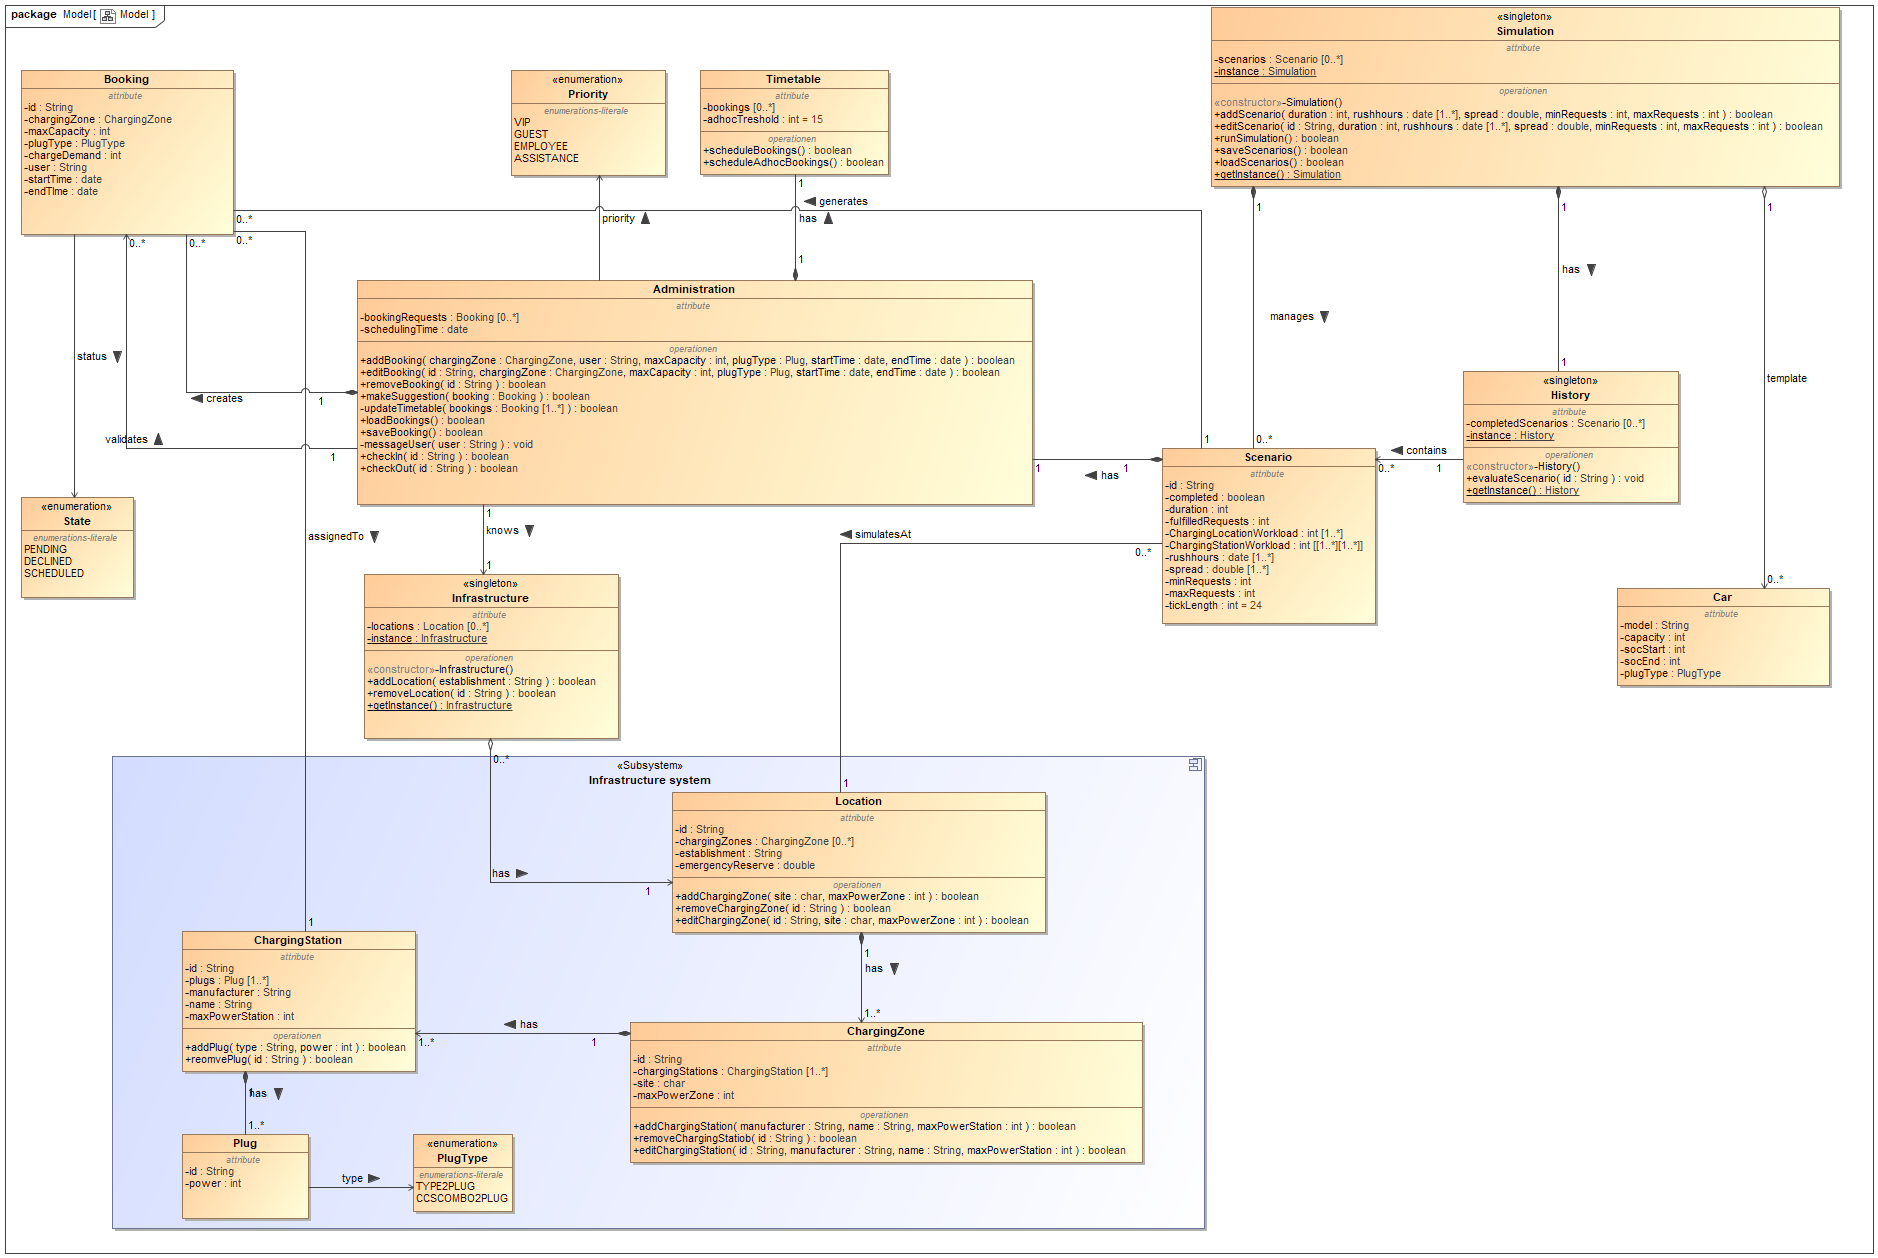 package Model[ Model ]
«singleton»
Simulation
attribute
-scenarios : Scenario [0..*]
-instance : Simulation
operationen
«constructor»-Simulation()
+addScenario( duration : int, rushhours : date [1..*], spread : double, minRequests : int, maxRequests : int ) : boolean
+editScenario( id : String, duration : int, rushhours : date [1..*], spread : double, minRequests : int, maxRequests : int ) : boolean
+runSimulation() : boolean
+saveScenarios() : boolean
+loadScenarios() : boolean
+getInstance() : Simulation
Booking
attribute
-id : String
-chargingZone : ChargingZone
-maxCapacity : int
-plugType : PlugType
-chargeDemand : int
-user : String
-startTime : date
-endTIme : date
«enumeration»
Priority
enumerations-literale
VIP
GUEST
EMPLOYEE
ASSISTANCE
Timetable
attribute
-bookings [0..*]
-adhocTreshold : int = 15
operationen
+scheduleBookings() : boolean
+scheduleAdhocBookings() : boolean
1
generates
priority
has
0..*
0..*
0..*
0..*
1
1
1
1
has
manages
template
status
creates
1
validates
1
Administration
attribute
-bookingRequests : Booking [0..*]
-schedulingTime : date
operationen
+addBooking( chargingZone : ChargingZone, user : String, maxCapacity : int, plugType : Plug, startTime : date, endTime : date ) : boolean
+editBooking( id : String, chargingZone : ChargingZone, maxCapacity : int, plugType : Plug, startTime : date, endTime : date ) : boolean
+removeBooking( id : String ) : boolean
+makeSuggestion( booking : Booking ) : boolean
-updateTimetable( bookings : Booking [1..*] ) : boolean
+loadBookings() : boolean
+saveBooking() : boolean
-messageUser( user : String ) : void
+checkIn( id : String ) : boolean
+checkOut( id : String ) : boolean
1
«singleton»
History
attribute
-completedScenarios : Scenario [0..*]
-instance : History
operationen
«constructor»-History()
+evaluateScenario( id : String ) : void
+getInstance() : History
1
0..*
contains
0..*
1
1
1
has
Scenario
attribute
-id : String
-completed : boolean
-duration : int
-fulfilledRequests : int
-ChargingLocationWorkload : int [1..*]
-ChargingStationWorkload : int [[1..*][1..*]]
-rushhours : date [1..*]
-spread : double [1..*]
-minRequests : int
-maxRequests : int
-tickLength : int = 24
«enumeration»
State
enumerations-literale
PENDING
DECLINED
SCHEDULED
assignedTo
1
knows
1
simulatesAt
0..*
0..*
Car
attribute
-model : String
-capacity : int
-socStart : int
-socEnd : int
-plugType : PlugType
«singleton»
Infrastructure
attribute
-locations : Location [0..*]
-instance : Infrastructure
operationen
«constructor»-Infrastructure()
+addLocation( establishment : String ) : boolean
+removeLocation( id : String ) : boolean
+getInstance() : Infrastructure
0..*
«Subsystem»
Infrastructure system
1
Location
attribute
-id : String
-chargingZones : ChargingZone [0..*]
-establishment : String
-emergencyReserve : double
operationen
+addChargingZone( site : char, maxPowerZone : int ) : boolean
+removeChargingZone( id : String ) : boolean
+editChargingZone( id : String, site : char, maxPowerZone : int ) : boolean
has
1
1
ChargingStation
attribute
-id : String
-plugs : Plug [1..*]
-manufacturer : String
-name : String
-maxPowerStation : int
operationen
+addPlug( type : String, power : int ) : boolean
+reomvePlug( id : String ) : boolean
1
has
1..*
has
1..*
1
ChargingZone
attribute
-id : String
-chargingStations : ChargingStation [1..*]
-site : char
-maxPowerZone : int
operationen
+addChargingStation( manufacturer : String, name : String, maxPowerStation : int ) : boolean
+removeChargingStatiob( id : String ) : boolean
+editChargingStation( id : String, manufacturer : String, name : String, maxPowerStation : int ) : boolean
1
has
1..*
Plug
attribute
-id : String
-power : int
type
«enumeration»
PlugType
enumerations-literale
TYPE2PLUG
CCSCOMBO2PLUG